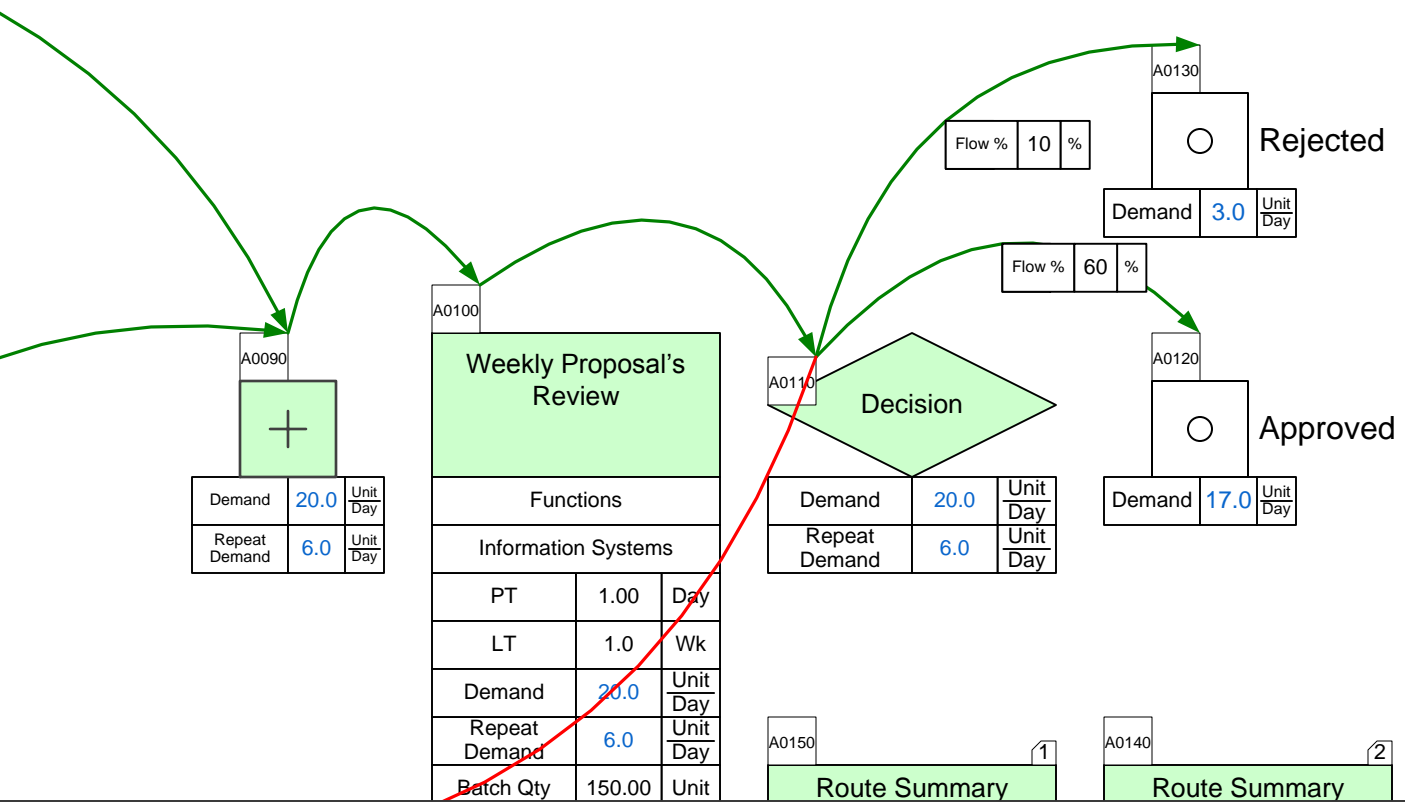 A0130
Flow % 10 %
Rejected
Demand 3.0 Unit
Day
Flow % 60 %
A0100
A0090
Weekly Proposal's
Review
A0110
Decision
A0120
Approved
Demand 20.0 Unit
Day
Repeat
Demand 6.0 Unit
Day
Functions
Information Systems
PT 1.00 Day
LT 1.0 Wk
Demand 20.0 Unit
Day
Repeat
Demand 6.0 Unit
Day
Batch Qty 150.00 Unit
Demand 20.0 Unit
Day
Repeat
Demand 6.0 Unit
Day
Demand 17.0 Unit
Day
A0150
1
Route Summary
A0140
2
Route Summary